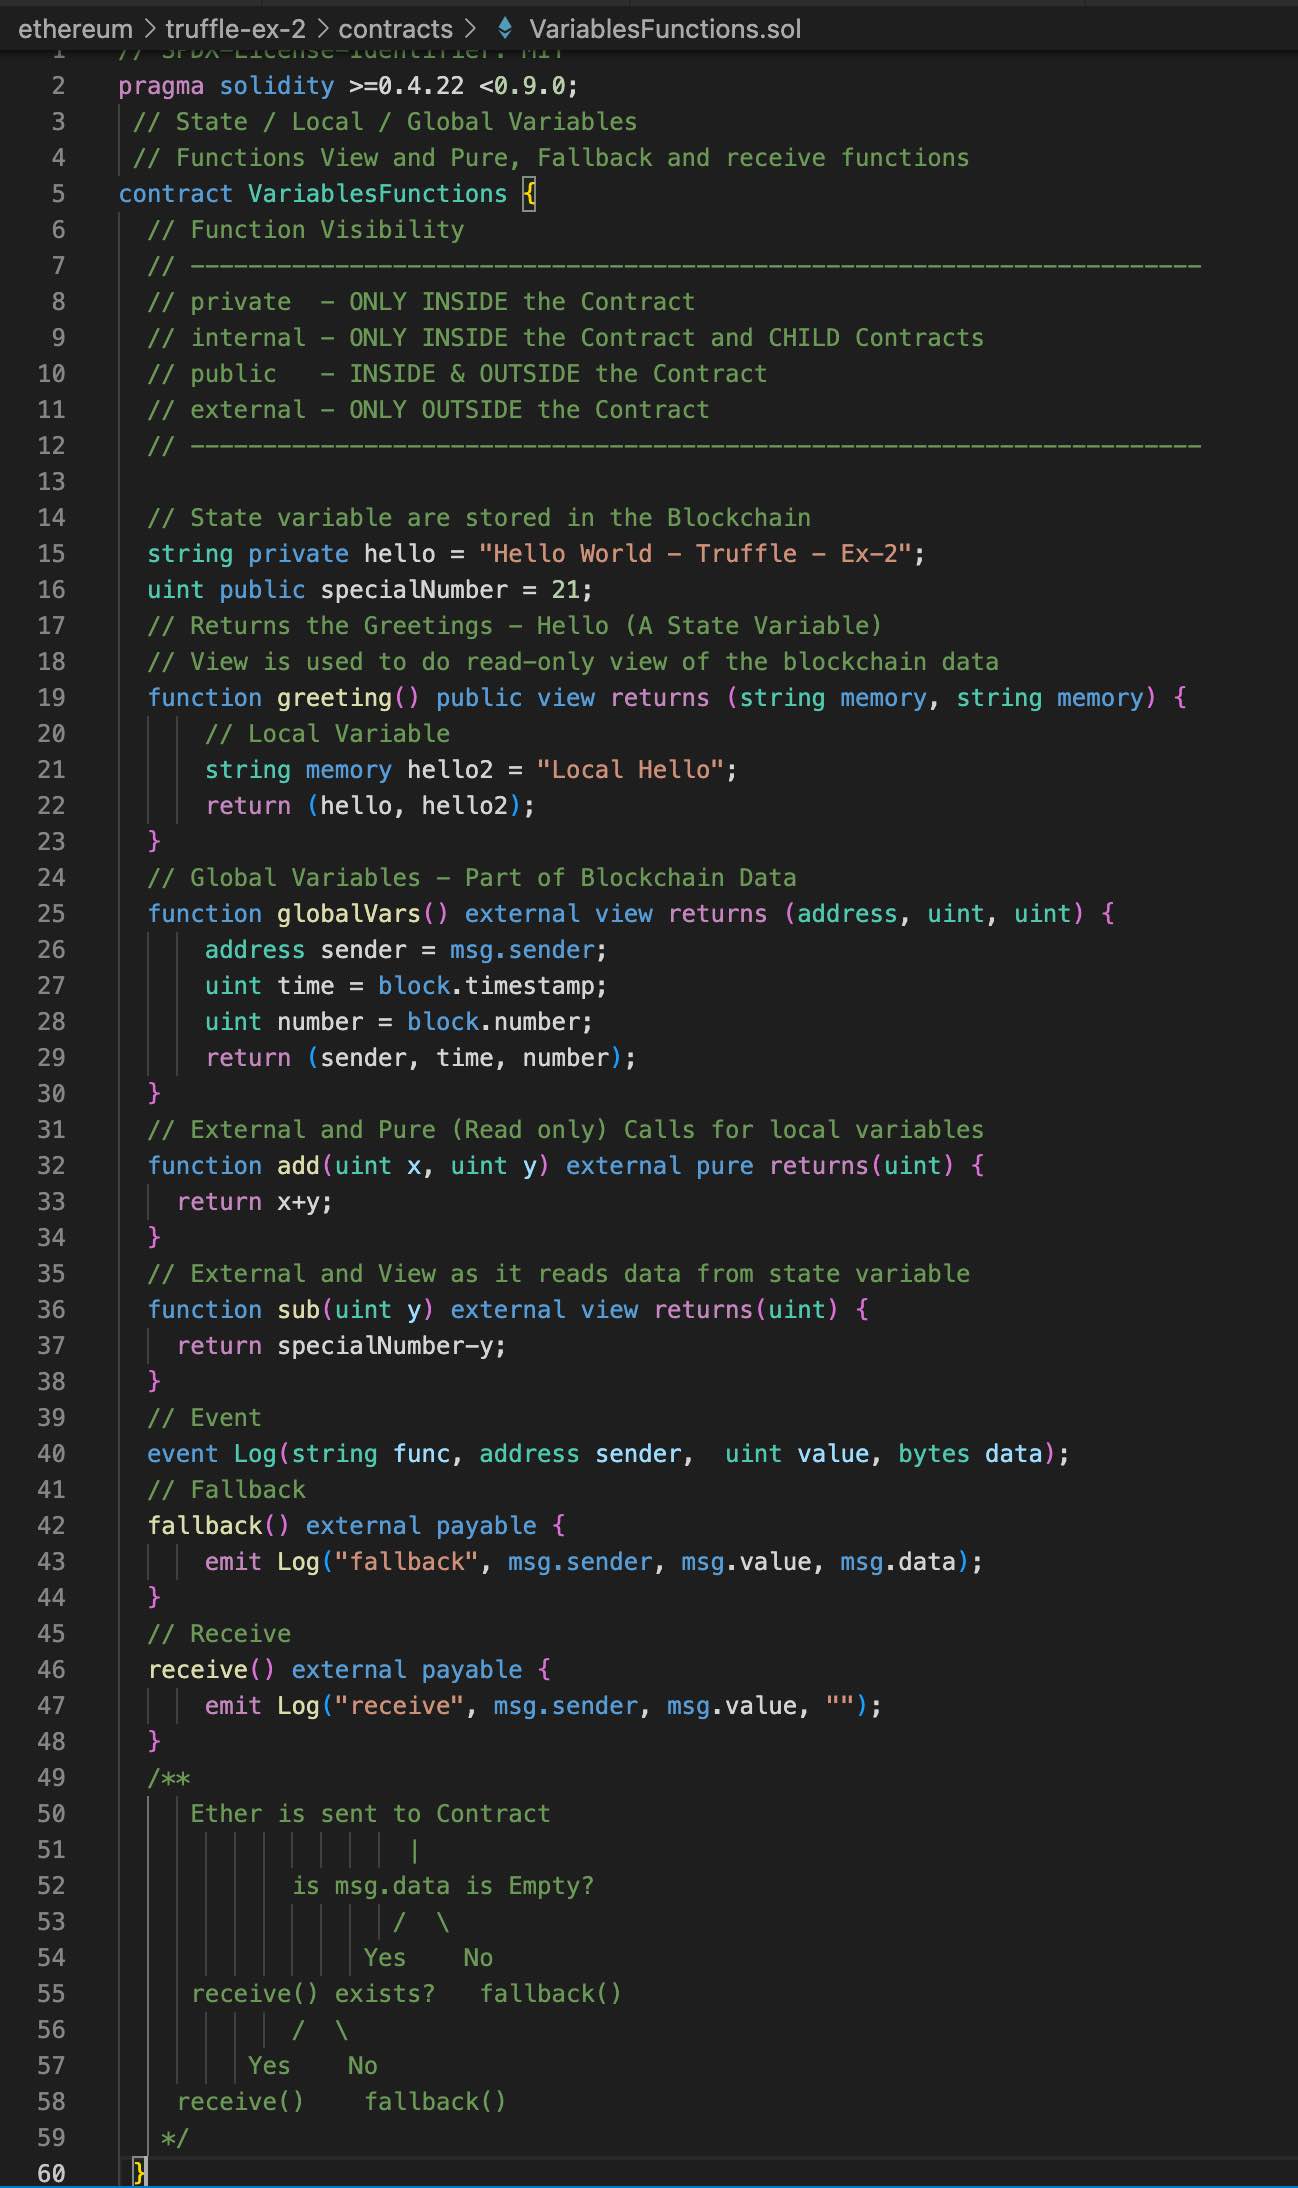 ethereum > truffle-ex-2 > contracts > VariablesFunctions.sol
1 // SPDX-License-Identifier: MIT
2 pragma solidity >=0.4.22 <0.9.0;
3 // State / Local / Global Variables
4 // Functions View and Pure, Fallback and receive functions
5 contract VariablesFunctions {
6 // Function Visibility
7 // ----------------------------------------------------------------------
8 // private  - ONLY INSIDE the Contract
9 // internal - ONLY INSIDE the Contract and CHILD Contracts
10 // public   - INSIDE & OUTSIDE the Contract
11 // external - ONLY OUTSIDE the Contract
12 // ----------------------------------------------------------------------
13
14 // State variable are stored in the Blockchain
15 string private hello = "Hello World - Truffle - Ex-2";
16 uint public specialNumber = 21;
17 // Returns the Greetings - Hello (A State Variable)
18 // View is used to do read-only view of the blockchain data
19 function greeting() public view returns (string memory, string memory) {
20 // Local Variable
21 string memory hello2 = "Local Hello";
22 return (hello, hello2);
23 }
24 // Global Variables - Part of Blockchain Data
25 function globalVars() external view returns (address, uint, uint) {
26 address sender = msg.sender;
27 uint time = block.timestamp;
28 uint number = block.number;
29 return (sender, time, number);
30 }
31 // External and Pure (Read only) Calls for local variables
32 function add(uint x, uint y) external pure returns(uint) {
33 return x+y;
34 }
35 // External and View as it reads data from state variable
36 function sub(uint y) external view returns(uint) {
37 return specialNumber-y;
38 }
39 // Event
40 event Log(string func, address sender,  uint value, bytes data);
41 // Fallback
42 fallback() external payable {
43 emit Log("fallback", msg.sender, msg.value, msg.data);
44 }
45 // Receive
46 receive() external payable {
47 emit Log("receive", msg.sender, msg.value, "");
48 }
49 /**
50 Ether is sent to Contract
51 |
52 is msg.data is Empty?
53 /  \
54 Yes    No
55 receive() exists?   fallback()
56 /  \
57 Yes    No
58 receive()    fallback()
59 */
60 }